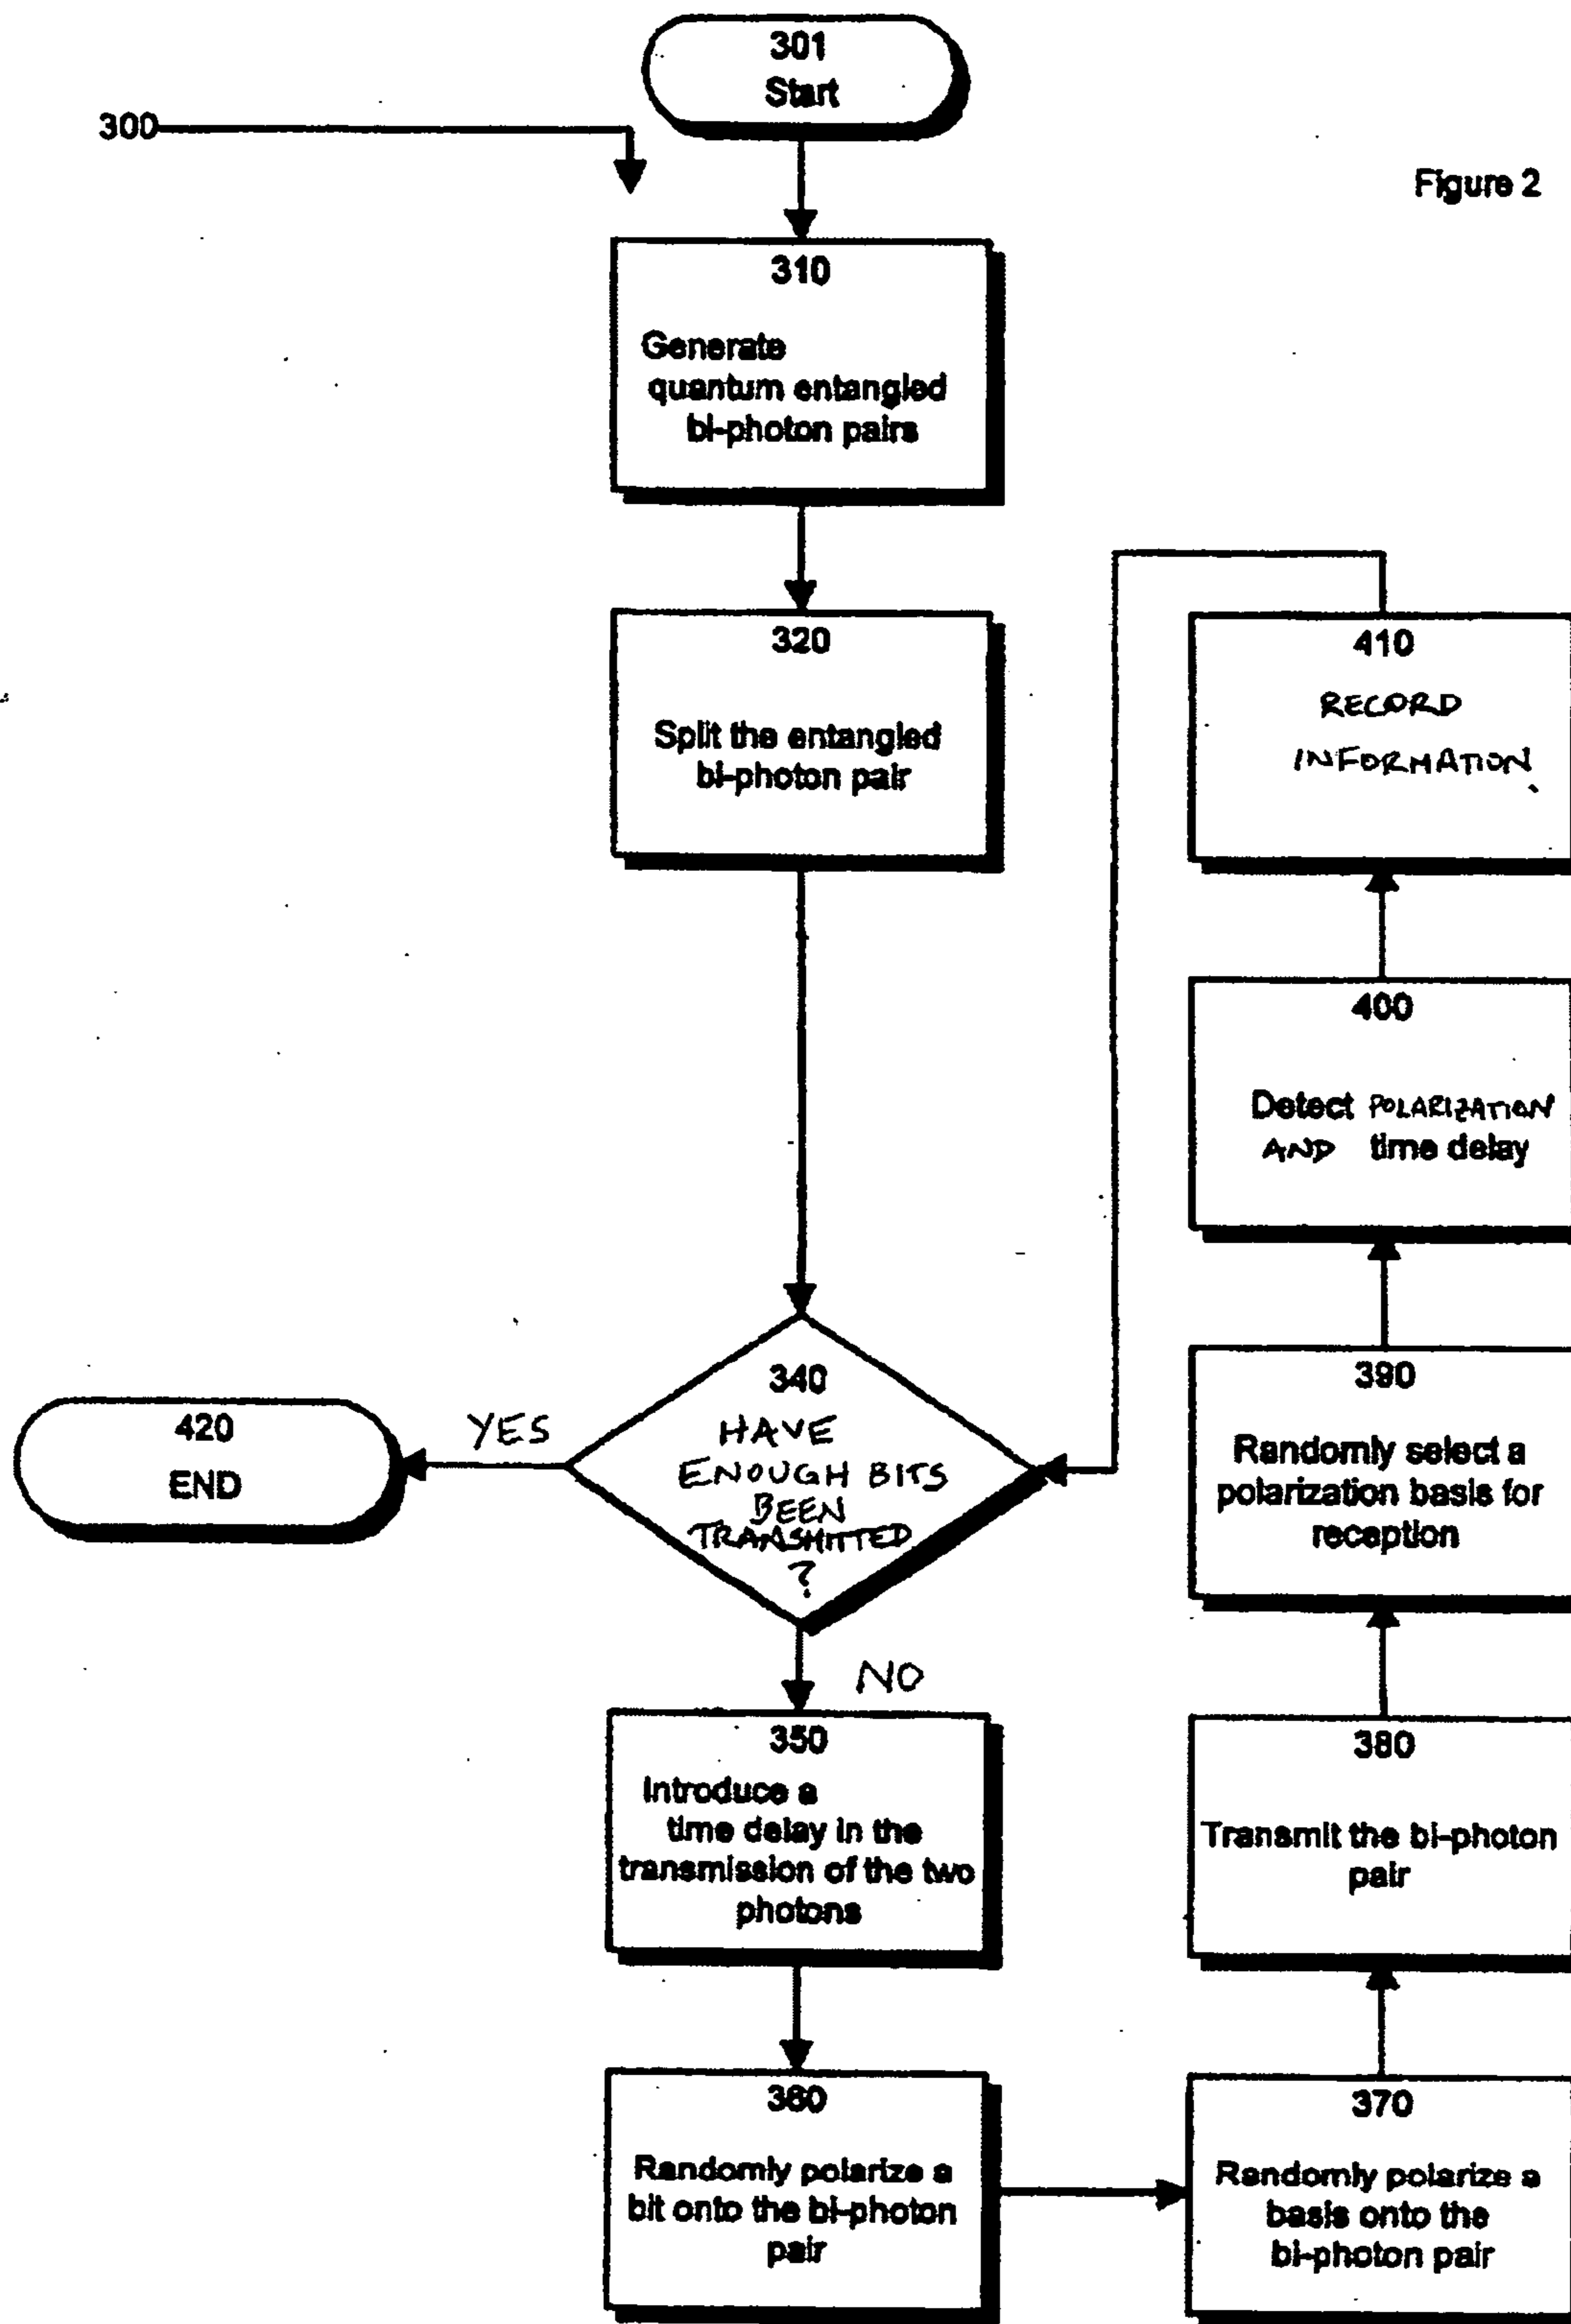 301
Start
300
Figure 2
310
Generate
quantum entangled
bi-photon pairs
320
Split the entangled
bi-photon pair
340
HAVE
ENOUGH BITS
BEEN
TRANSMITTED
?
YES
420
END
NO
350
Introduce a
time delay in the
transmission of the two
photons
360
Randomly polarize a
bit onto the bi-photon
pair
370
Randomly polarize a
basis onto the
bi-photon pair
380
Transmit the bi-photon
pair
390
Randomly select a
polarization basis for
reception
400
Detect POLARIZATION
AND time delay
410
RECORD
INFORMATION